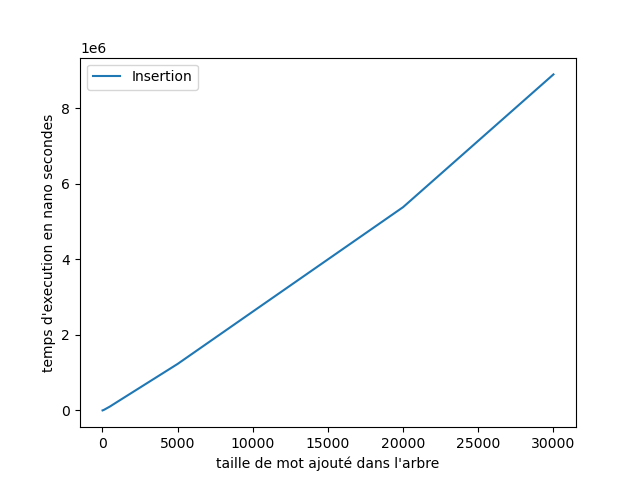 1e6
Insertion
8
6
4
2
0
temps d'execution en nano secondes
0 5000 10000 15000 20000 25000 30000
taille de mot ajouté dans l'arbre